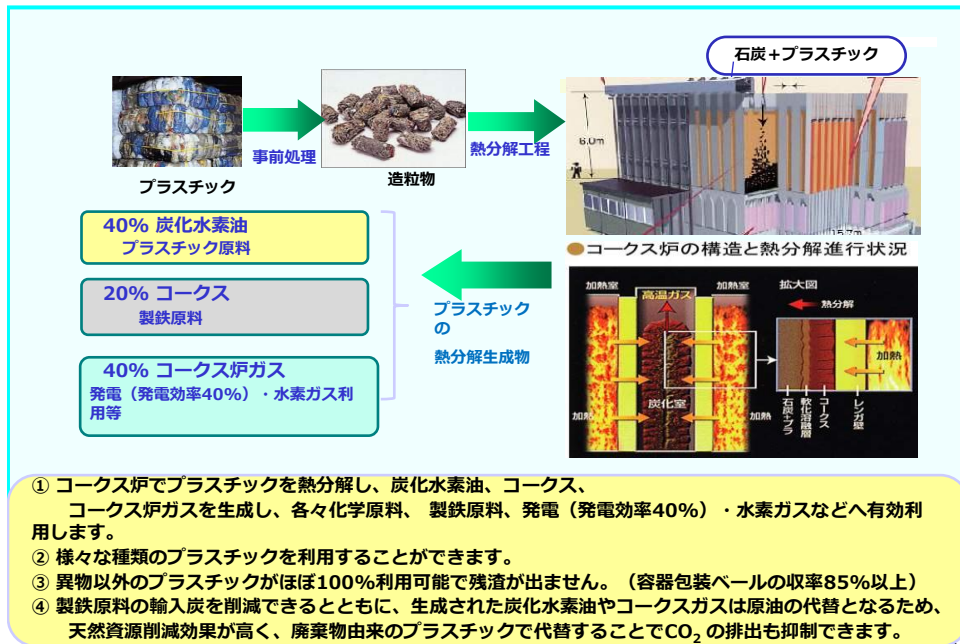 石炭+プラスチック
6.0m
プラスチック
事前処理
造粒物
熱分解工程
15.7m
●コークス炉の構造と熱分解進行状況
40% 炭化水素油
プラスチック原料
20% コークス
製鉄原料
40% コークス炉ガス
発電(発電効率40%)・水素ガス利
用等
プラスチック
の
熱分解生成物
加熱室
高温ガス
加熱室
拡大図
熱分解
加熱
炭化室
加熱
加熱
石炭+プラ
軟化溶融層
コークス
レンガ壁
① コークス炉でプラスチックを熱分解し、炭化水素油、コークス、
コークス炉ガスを生成し、各々化学原料、 製鉄原料、発電(発電効率40%)・水素ガスなどへ有効利
用します。
② 様々な種類のプラスチックを利用することができます。
③ 異物以外のプラスチックがほぼ100%利用可能で残渣が出ません。(容器包装ベールの収率85%以上)
④ 製鉄原料の輸入炭を削減できるとともに、生成された炭化水素油やコークスガスは原油の代替となるため、
天然資源削減効果が高く、廃棄物由来のプラスチックで代替することでCO₂ の排出も抑制できます。